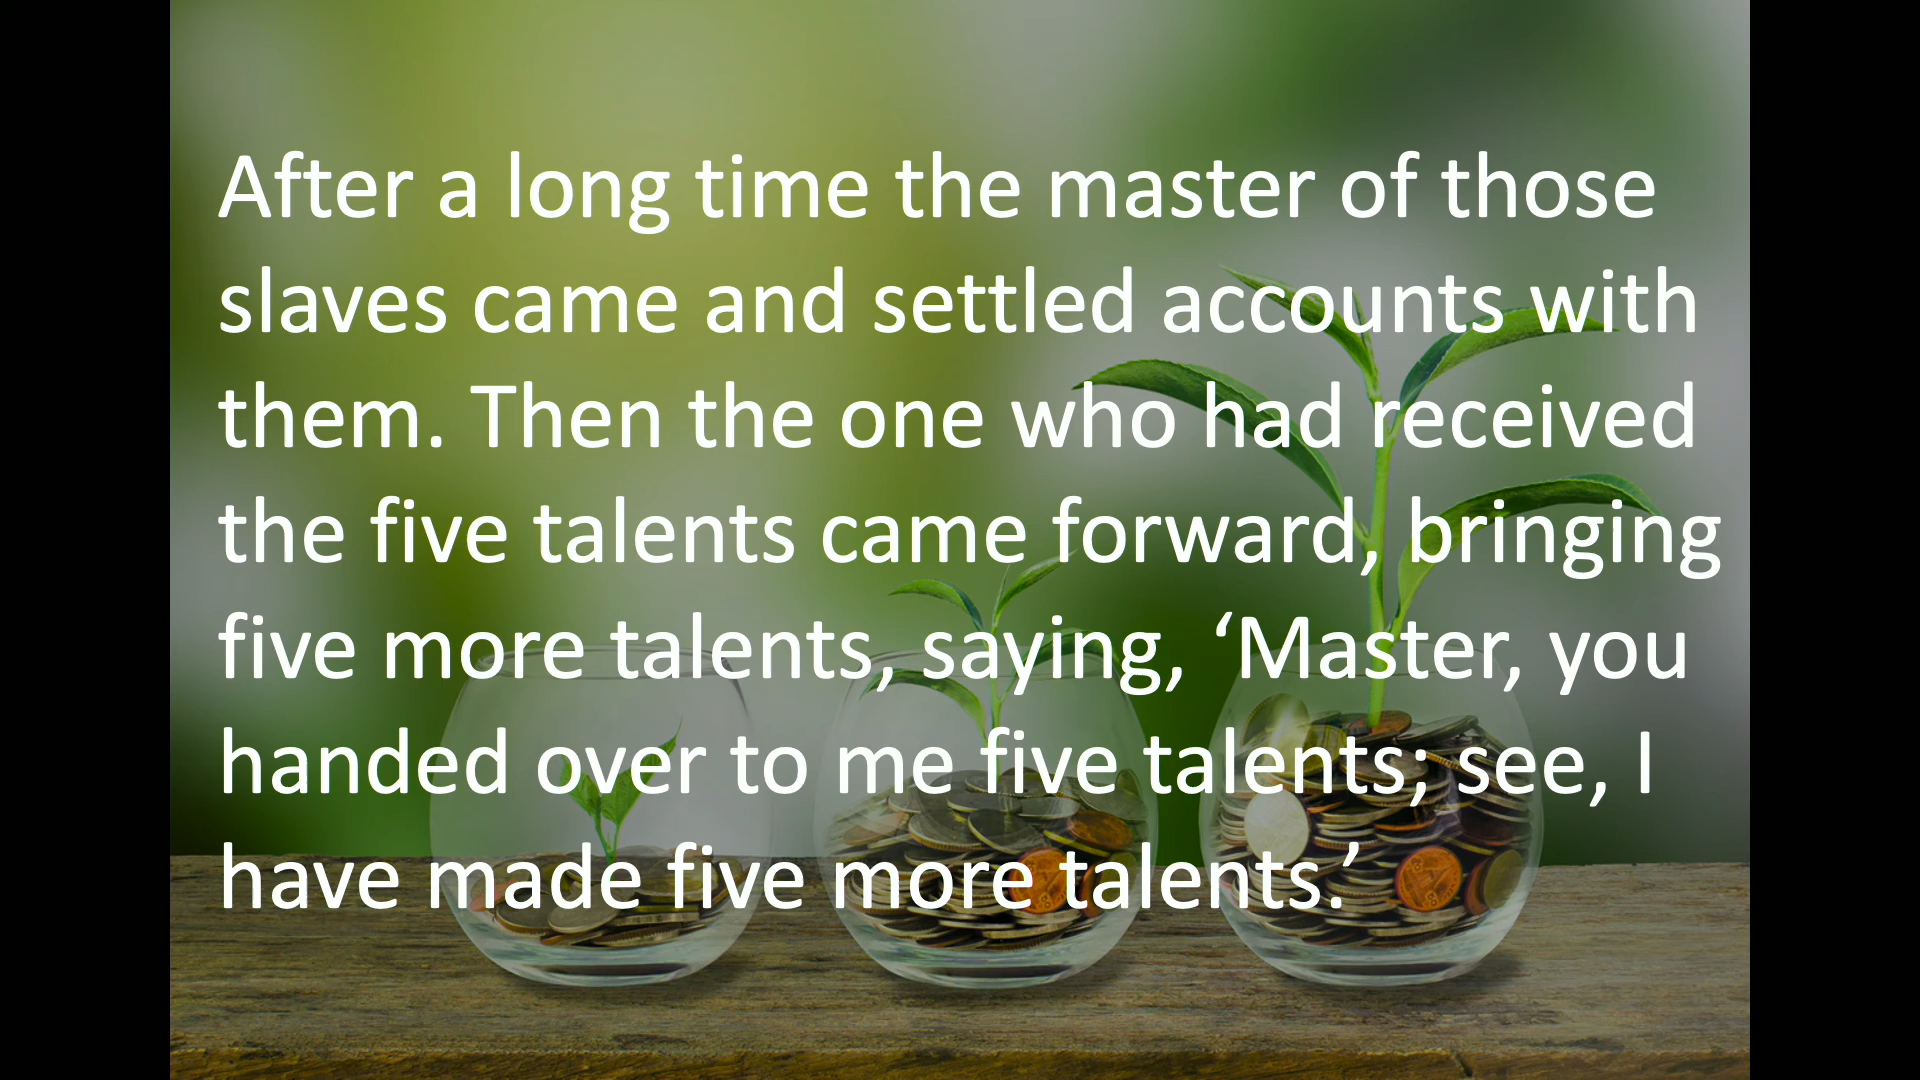 After a long time the master of those
slaves came and settled accounts with
them. Then the one who had received
the five talents came forward, bringing
five more talents, saying, ‘Master, you
handed over to me five talents; see, I
have made five more talents.’